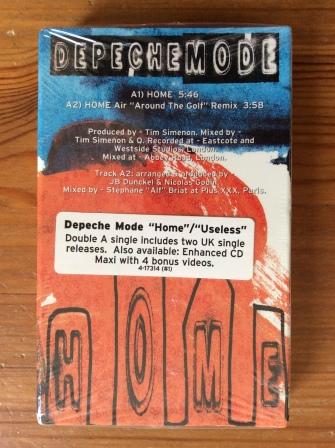 DEPECHE MODE
A1) HOME 5:46
A2) HOME Air "Around The Golf" Remix 3:58
Produced by - Tim Simenon. Mixed by -
Tim Simenon & Q. Recorded at - Eastcote and
Westside Studios, London.
Mixed at - Abbey Road, London.
Track A2: arranged & produced by -
JB Dunckel & Nicolas Godin.
Mixed by - Stephane "Alf" Briat at Plus XXX, Paris.
Depeche Mode "Home"/"Useless"
Double A single includes two UK single
releases. Also available: Enhanced CD
Maxi with 4 bonus videos.
4-17314 (#1)
HOME